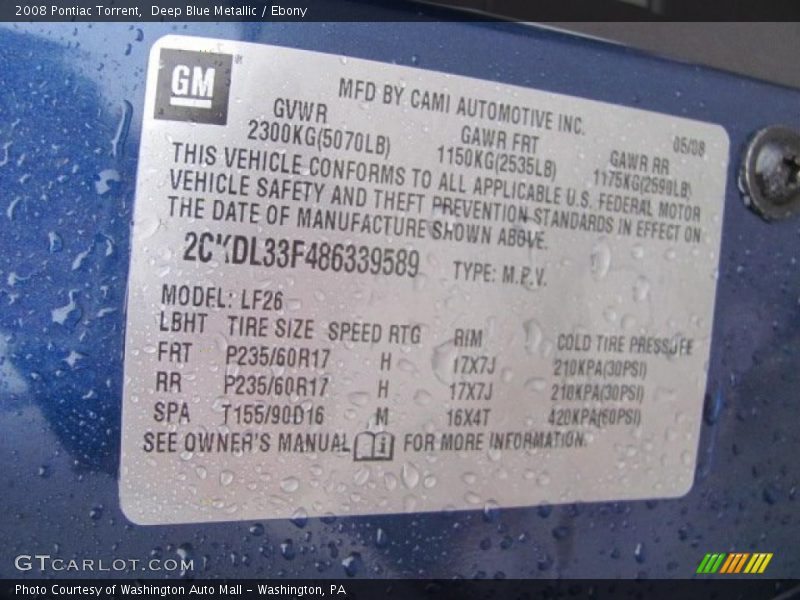 2008 Pontiac Torrent, Deep Blue Metallic / Ebony
GM
MFD BY CAMI AUTOMOTIVE INC.
05/08
GVWR GAWR FRT GAWR RR
2300KG(5070LB) 1150KG(2535LB) 1175KG(2590LB)
THIS VEHICLE CONFORMS TO ALL APPLICABLE U.S. FEDERAL MOTOR
VEHICLE SAFETY AND THEFT PREVENTION STANDARDS IN EFFECT ON
THE DATE OF MANUFACTURE SHOWN ABOVE.
TYPE: M.P.V.
MODEL: LF26
LBHT TIRE SIZE SPEED RTG RIM COLD TIRE PRESSURE
FRT P235/60R17 H 17X7J 210KPA(30PSI)
RR P235/60R17 H 17X7J 210KPA(30PSI)
SPA T155/90D16 M 16X4T 420KPA(60PSI)
SEE OWNER'S MANUAL FOR MORE INFORMATION.
GTCARLOT.COM
Photo Courtesy of Washington Auto Mall - Washington, PA